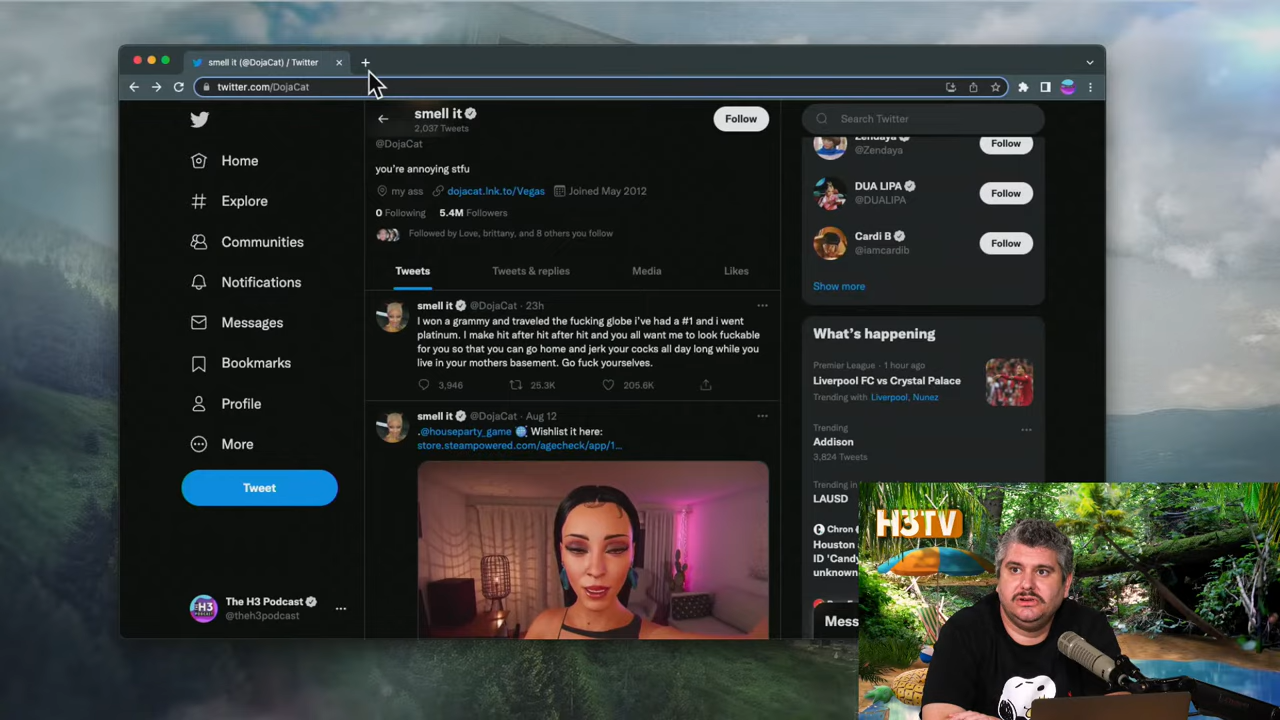 smell it (@DojaCat) / Twitter
twitter.com/DojaCat
smell it
2,037 Tweets
Follow
@DojaCat
you're annoying stfu
my ass
dojacat.lnk.to/Vegas
Joined May 2012
0 Following
5.4M Followers
Followed by Love, brittany, and 8 others you follow
Tweets
Tweets & replies
Media
Likes
smell it @DojaCat · 23h
I won a grammy and traveled the fucking globe i've had a #1 and i went
platinum. I make hit after hit after hit and you all want me to look fuckable
for you so that you can go home and jerk your cocks all day long while you
live in your mothers basement. Go fuck yourselves.
3,946
25.3K
205.6K
smell it @DojaCat · Aug 12
.@houseparty_game Wishlist it here:
store.steampowered.com/agecheck/app/1...
Home
Explore
Communities
Notifications
Messages
Bookmarks
Profile
More
Tweet
The H3 Podcast
@theh3podcast
Search Twitter
Zendaya
@Zendaya
Follow
DUA LIPA
@DUALIPA
Follow
Cardi B
@iamcardib
Follow
Show more
What's happening
Premier League · 1 hour ago
Liverpool FC vs Crystal Palace
Trending with Liverpool, Nunez
Trending
Addison
3,824 Tweets
Trending in
LAUSD
Chron
Houston
ID 'Candy
unknown
Mess
H3TV